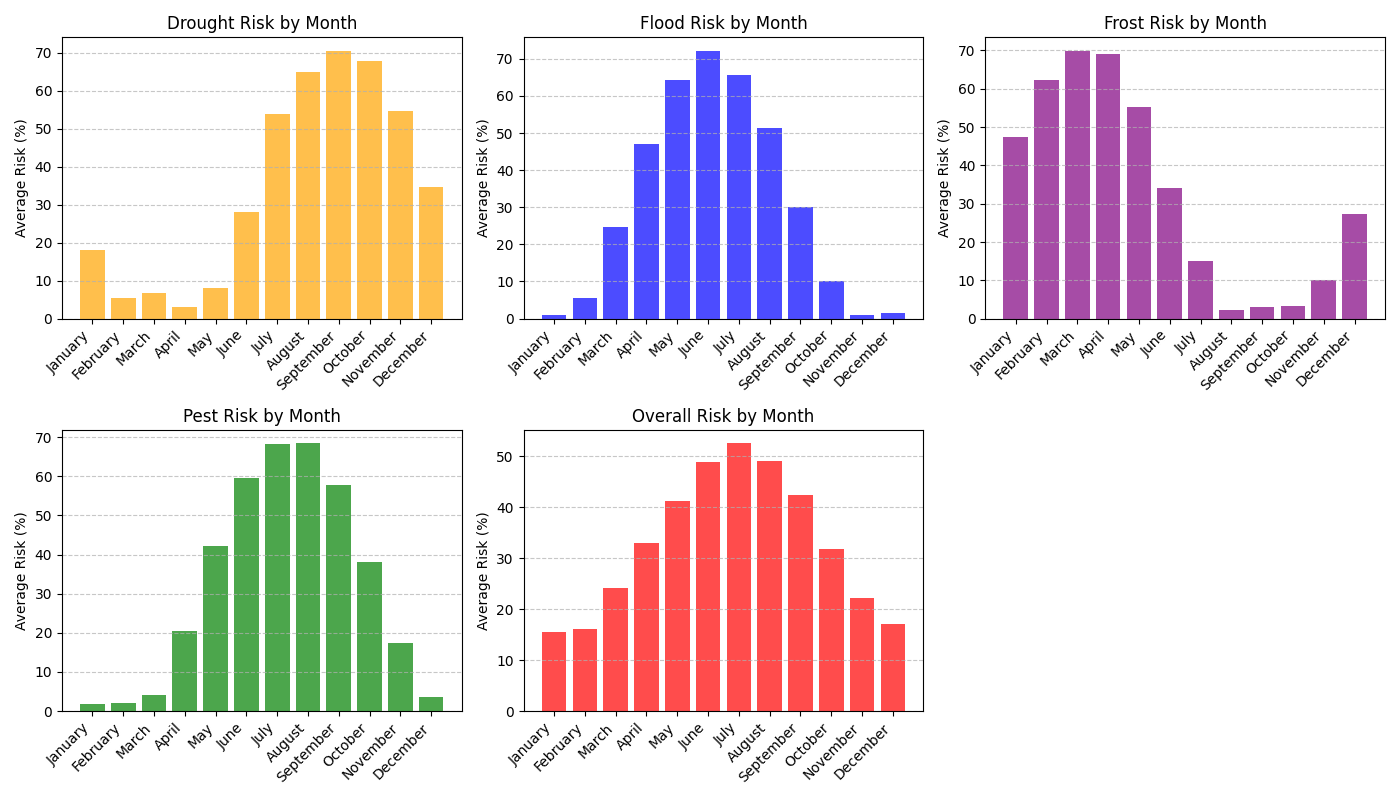 Drought Risk by Month
Average Risk (%)
70
60
50
40
30
20
10
0
January
February
March
April
May
June
July
August
September
October
November
December
Flood Risk by Month
Average Risk (%)
70
60
50
40
30
20
10
0
January
February
March
April
May
June
July
August
September
October
November
December
Frost Risk by Month
Average Risk (%)
70
60
50
40
30
20
10
0
January
February
March
April
May
June
July
August
September
October
November
December
Pest Risk by Month
Average Risk (%)
70
60
50
40
30
20
10
0
January
February
March
April
May
June
July
August
September
October
November
December
Overall Risk by Month
Average Risk (%)
50
40
30
20
10
0
January
February
March
April
May
June
July
August
September
October
November
December